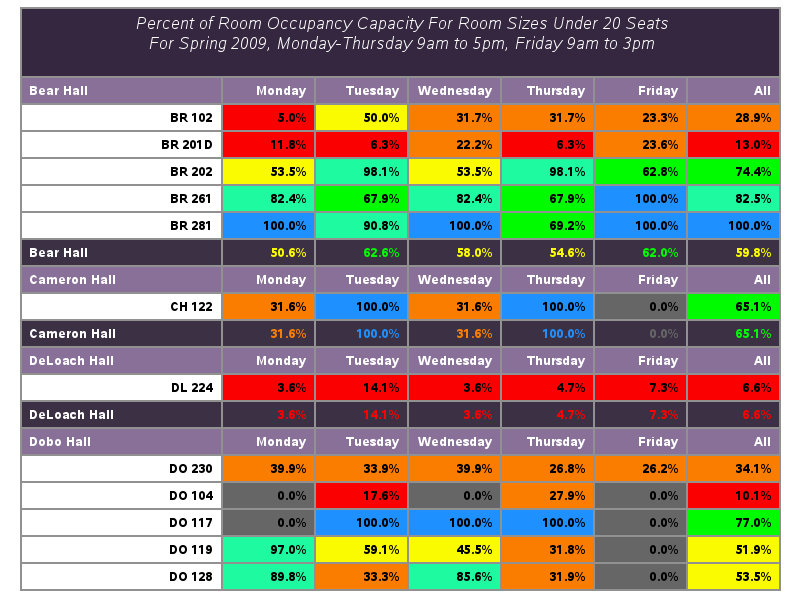 Percent of Room Occupancy Capacity For Room Sizes Under 20 Seats
For Spring 2009, Monday-Thursday 9am to 5pm, Friday 9am to 3pm
Bear Hall Monday Tuesday Wednesday Thursday Friday All
BR 102 5.0% 50.0% 31.7% 31.7% 23.3% 28.9%
BR 201D 11.8% 6.3% 22.2% 6.3% 23.6% 13.0%
BR 202 53.5% 98.1% 53.5% 98.1% 62.8% 74.4%
BR 261 82.4% 67.9% 82.4% 67.9% 100.0% 82.5%
BR 281 100.0% 90.8% 100.0% 69.2% 100.0% 100.0%
Bear Hall 50.6% 62.6% 58.0% 54.6% 62.0% 59.8%
Cameron Hall Monday Tuesday Wednesday Thursday Friday All
CH 122 31.6% 100.0% 31.6% 100.0% 0.0% 65.1%
Cameron Hall 31.6% 100.0% 31.6% 100.0% 0.0% 65.1%
DeLoach Hall Monday Tuesday Wednesday Thursday Friday All
DL 224 3.6% 14.1% 3.6% 4.7% 7.3% 6.6%
DeLoach Hall 3.6% 14.1% 3.6% 4.7% 7.3% 6.6%
Dobo Hall Monday Tuesday Wednesday Thursday Friday All
DO 230 39.9% 33.9% 39.9% 26.8% 26.2% 34.1%
DO 104 0.0% 17.6% 0.0% 27.9% 0.0% 10.1%
DO 117 0.0% 100.0% 100.0% 100.0% 0.0% 77.0%
DO 119 97.0% 59.1% 45.5% 31.8% 0.0% 51.9%
DO 128 89.8% 33.3% 85.6% 31.9% 0.0% 53.5%